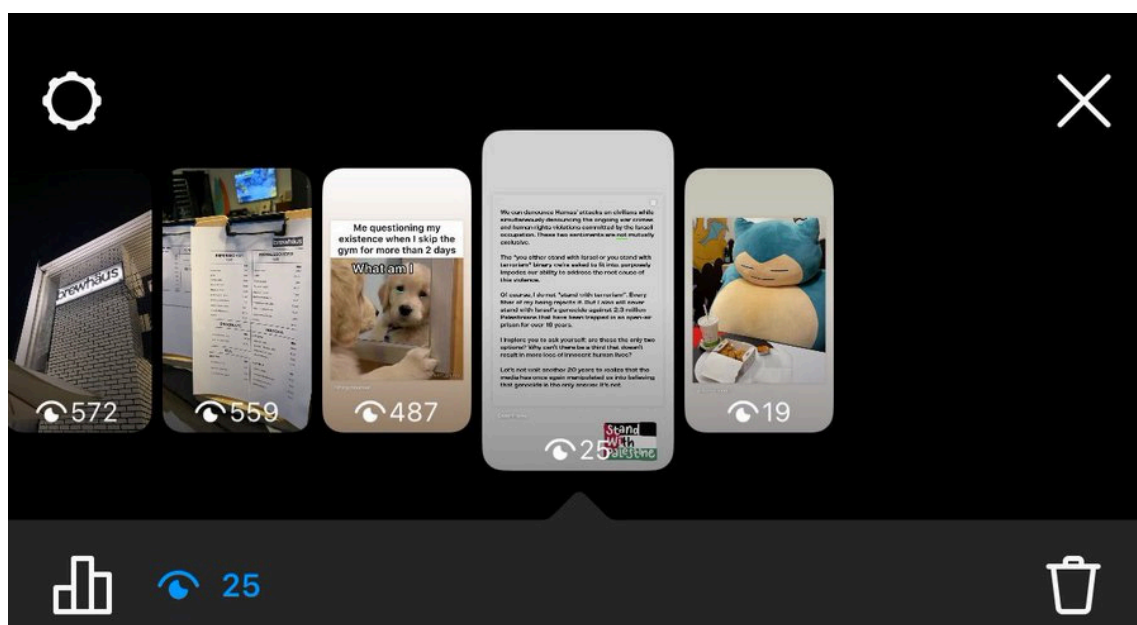 brewhaus
572
brewhaus
559
Me questioning my
existence when I skip the
gym for more than 2 days
What am I
487
We can denounce Hamas' attacks on civilians while
simultaneously denouncing the ongoing war crimes
and human rights violations committed by the Israeli
occupation. These two sentiments are not mutually
exclusive.
The "you either stand with Israel or you stand with
terrorism" binary we're asked to fit into purposely
impedes our ability to address the root cause of
this violence.
Of course, I do not "stand with terrorism". Every
fiber of my being rejects it. But I also will never
stand with Israel's genocide against 2.3 million
Palestinians that have been trapped in an open-air
prison for over 16 years.
I implore you to ask yourself: are these the only two
options? Why can't there be a third that doesn't
result in more loss of innocent human lives?
Let's not wait another 20 years to realize that the
media has once again manipulated us into believing
that genocide is the only answer. It's not.
Stand
With
Palestine
25
19
25